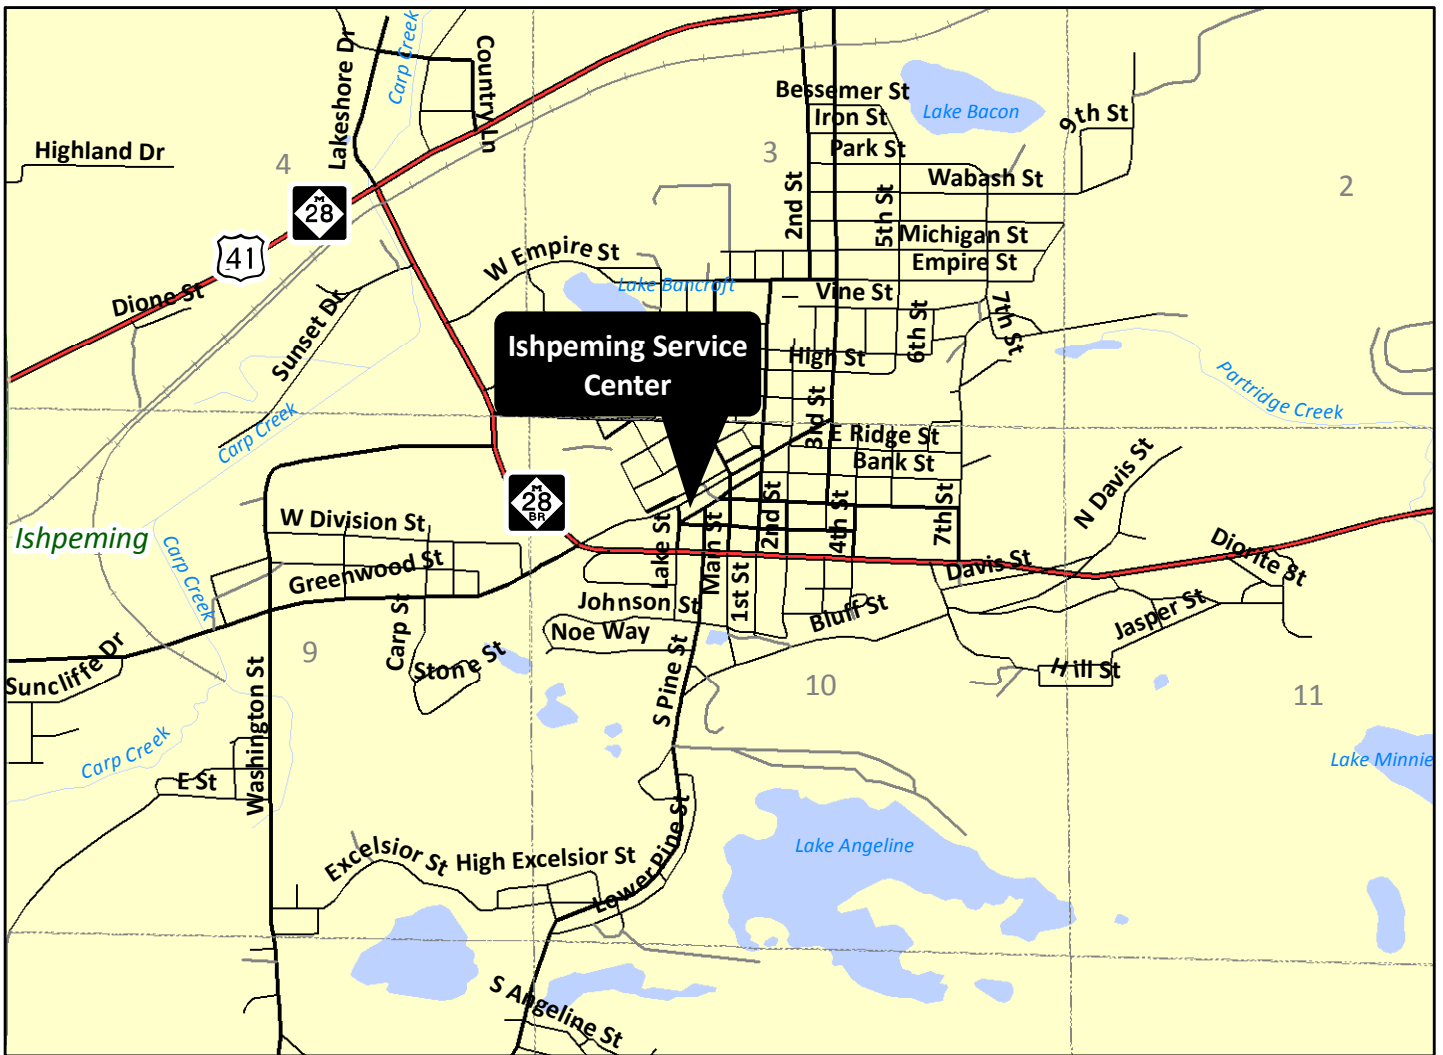 Lakeshore Dr
Carp Creek
Country Ln
Bessemer St
Iron St
Lake Bacon
9th St
Highland Dr
4
3
Park St
Wabash St
2
M
28
2nd St
5th St
Michigan St
41
W Empire St
Empire St
Dione St
Sunset Dr
Lake Bancroft
Vine St
7th St
6th St
Ishpeming Service
Center
High St
Partridge Creek
Carp Creek
3rd St
E Ridge St
Bank St
N Davis St
M
28
BR
W Division St
Ishpeming
Carp Creek
Greenwood St
Lake St
Main St
2nd St
4th St
7th St
Davis St
Diorite St
1st St
Johnson St
Bluff St
Jasper St
Noe Way
Carp St
9
Stone St
Suncliffe Dr
S Pine St
Hill St
10
11
Washington St
Carp Creek
E St
Lake Minnie
Lake Angeline
Excelsior St
High Excelsior St
Lower Pine St
S Angeline St